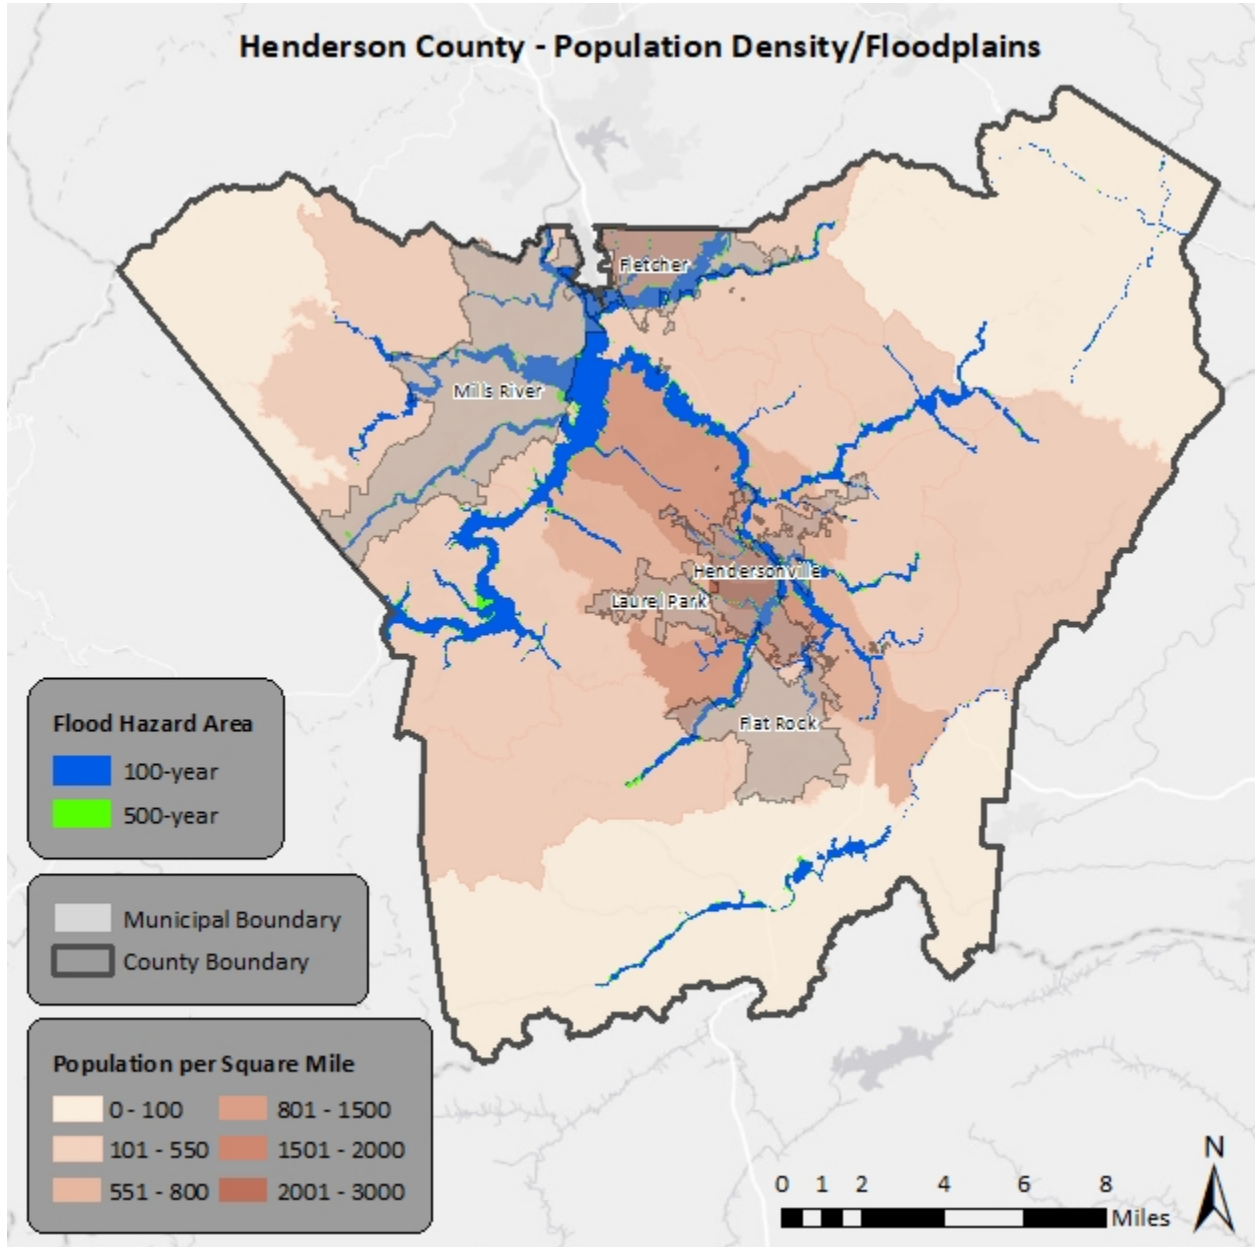 Henderson County - Population Density/Floodplains
Fletcher
Mills River
Hendersonville
Laurel Park
Flat Rock
Flood Hazard Area
100-year
500-year
Municipal Boundary
County Boundary
Population per Square Mile
0 - 100 801 - 1500
101 - 550 1501 - 2000
551 - 800 2001 - 3000
N
0 1 2 4 6 8
Miles